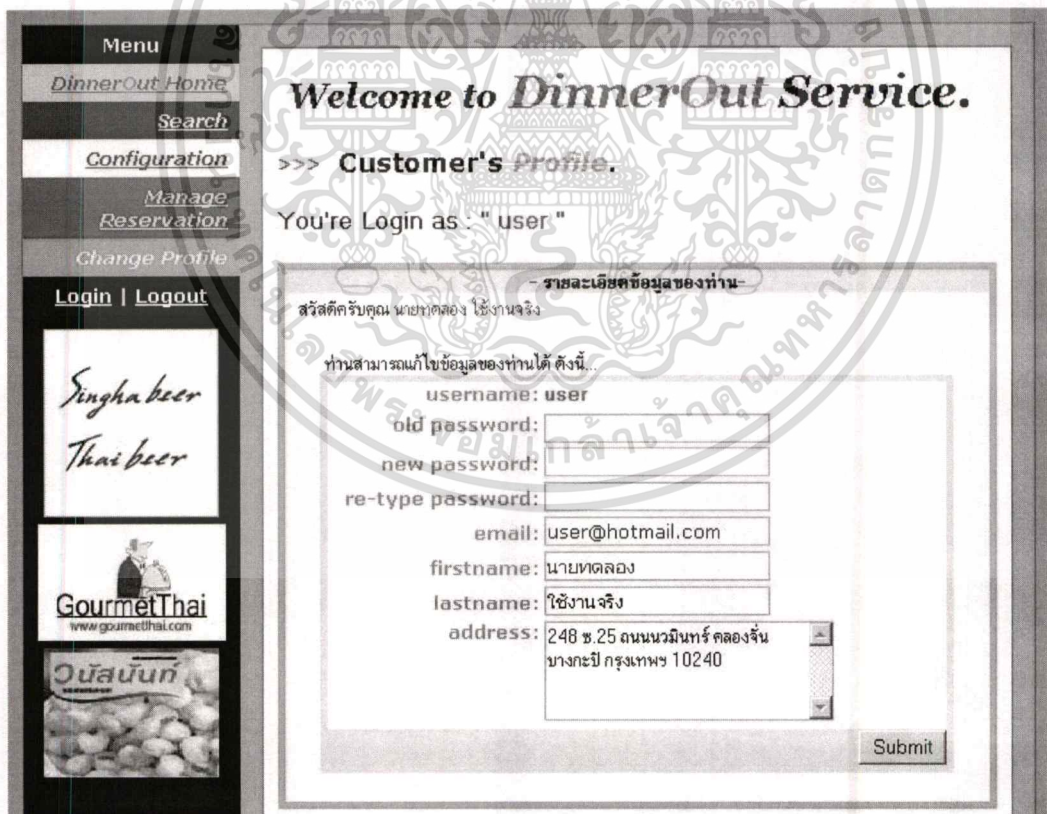 Menu
DinnerOut Home
Search
Configuration
Manage
Reservation
Change Profile
Login | Logout
Singha beer
Thai beer
GourmetThai
www.gourmetthai.com
วนัสนันท์
Welcome to DinnerOut Service.
>>> Customer's Profile.
You're Login as : " user "
- รายละเอียดข้อมูลของท่าน-
สวัสดีครับคุณ นายทดลอง ใช้งานจริง
ท่านสามารถแก้ไขข้อมูลของท่านได้ ดังนี้...
username: user
old password:
new password:
re-type password:
email: user@hotmail.com
firstname: นายทดลอง
lastname: ใช้งานจริง
address: 248 ซ.25 ถนนนวมินทร์ คลองจั่น
บางกะปิ กรุงเทพฯ 10240
Submit